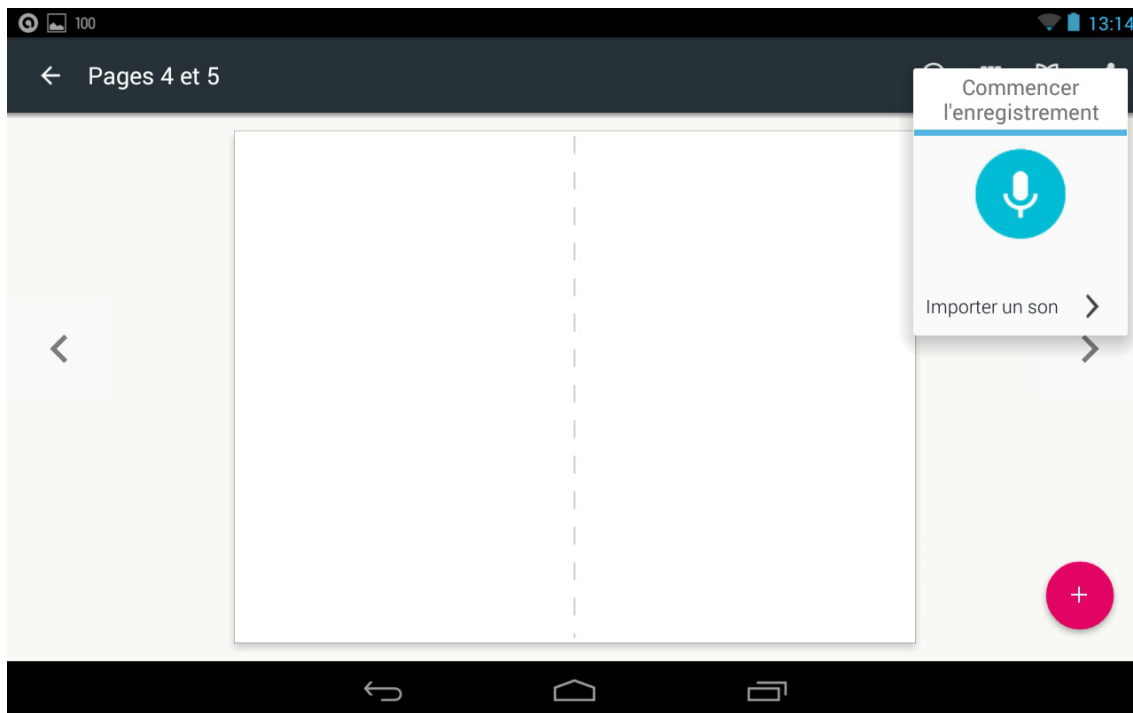 100
13:14
Pages 4 et 5
Commencer
l'enregistrement
Importer un son